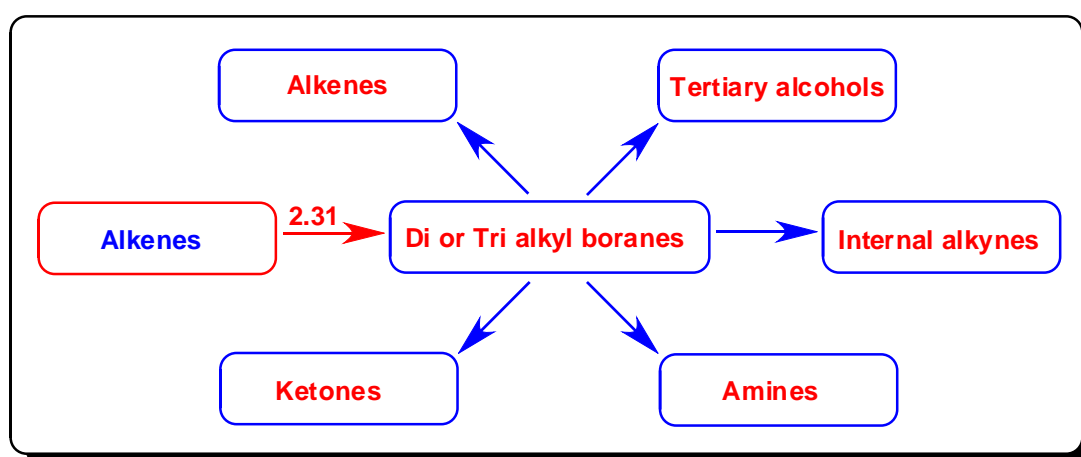 Alkenes
Tertiary alcohols
2.31
Alkenes
Di or Tri alkyl boranes
Internal alkynes
Ketones
Amines